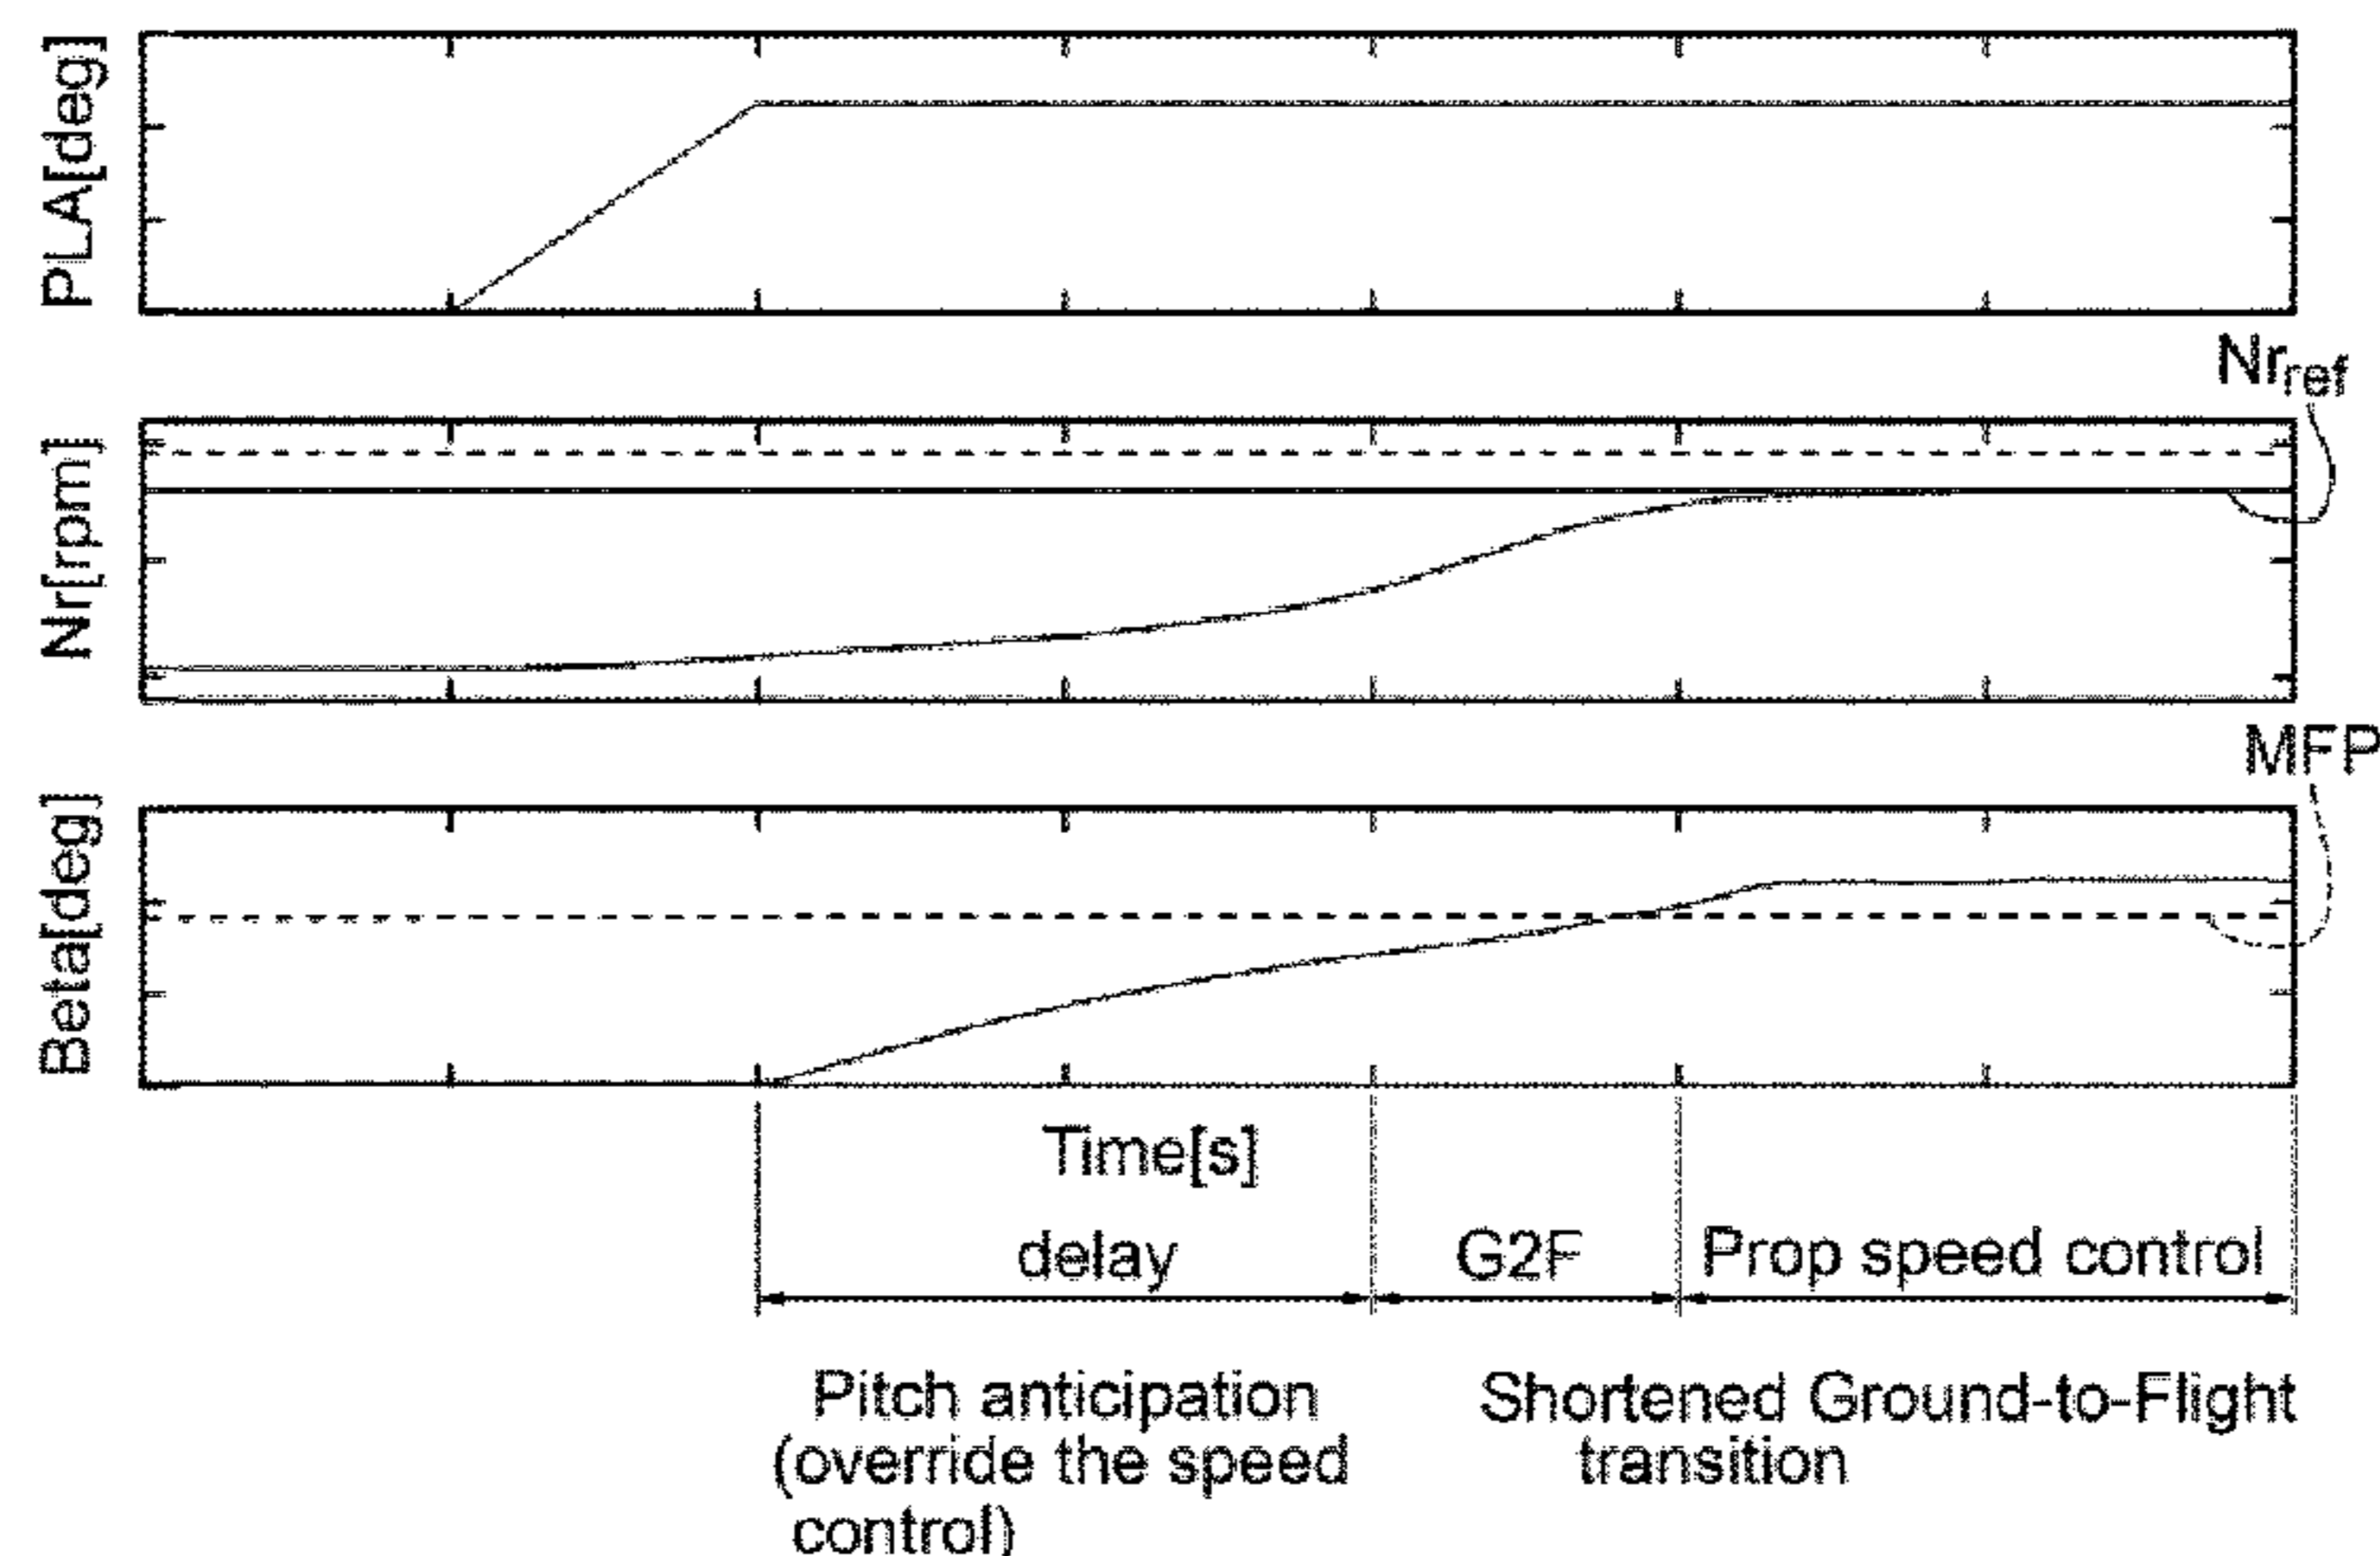 PLA[deg]
Nr_ref
Nr[rpm]
MFP
Beta[deg]
Time[s]
delay
G2F
Prop speed control
Pitch anticipation
(override the speed
control)
Shortened Ground-to-Flight
transition